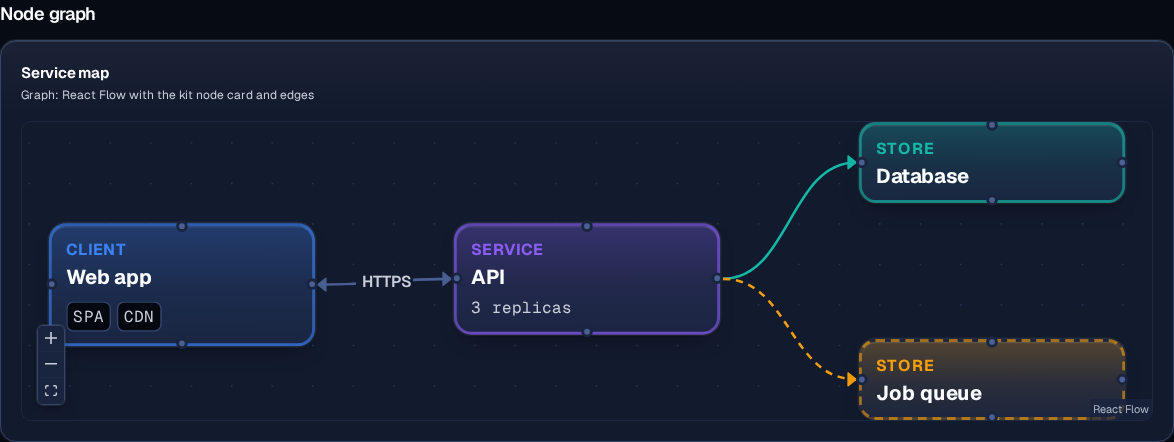 Node graph
Service map
Graph: React Flow with the kit node card and edges
STORE
Database
CLIENT
Web app
SPA CDN
HTTPS
SERVICE
API
3 replicas
STORE
Job queue
React Flow